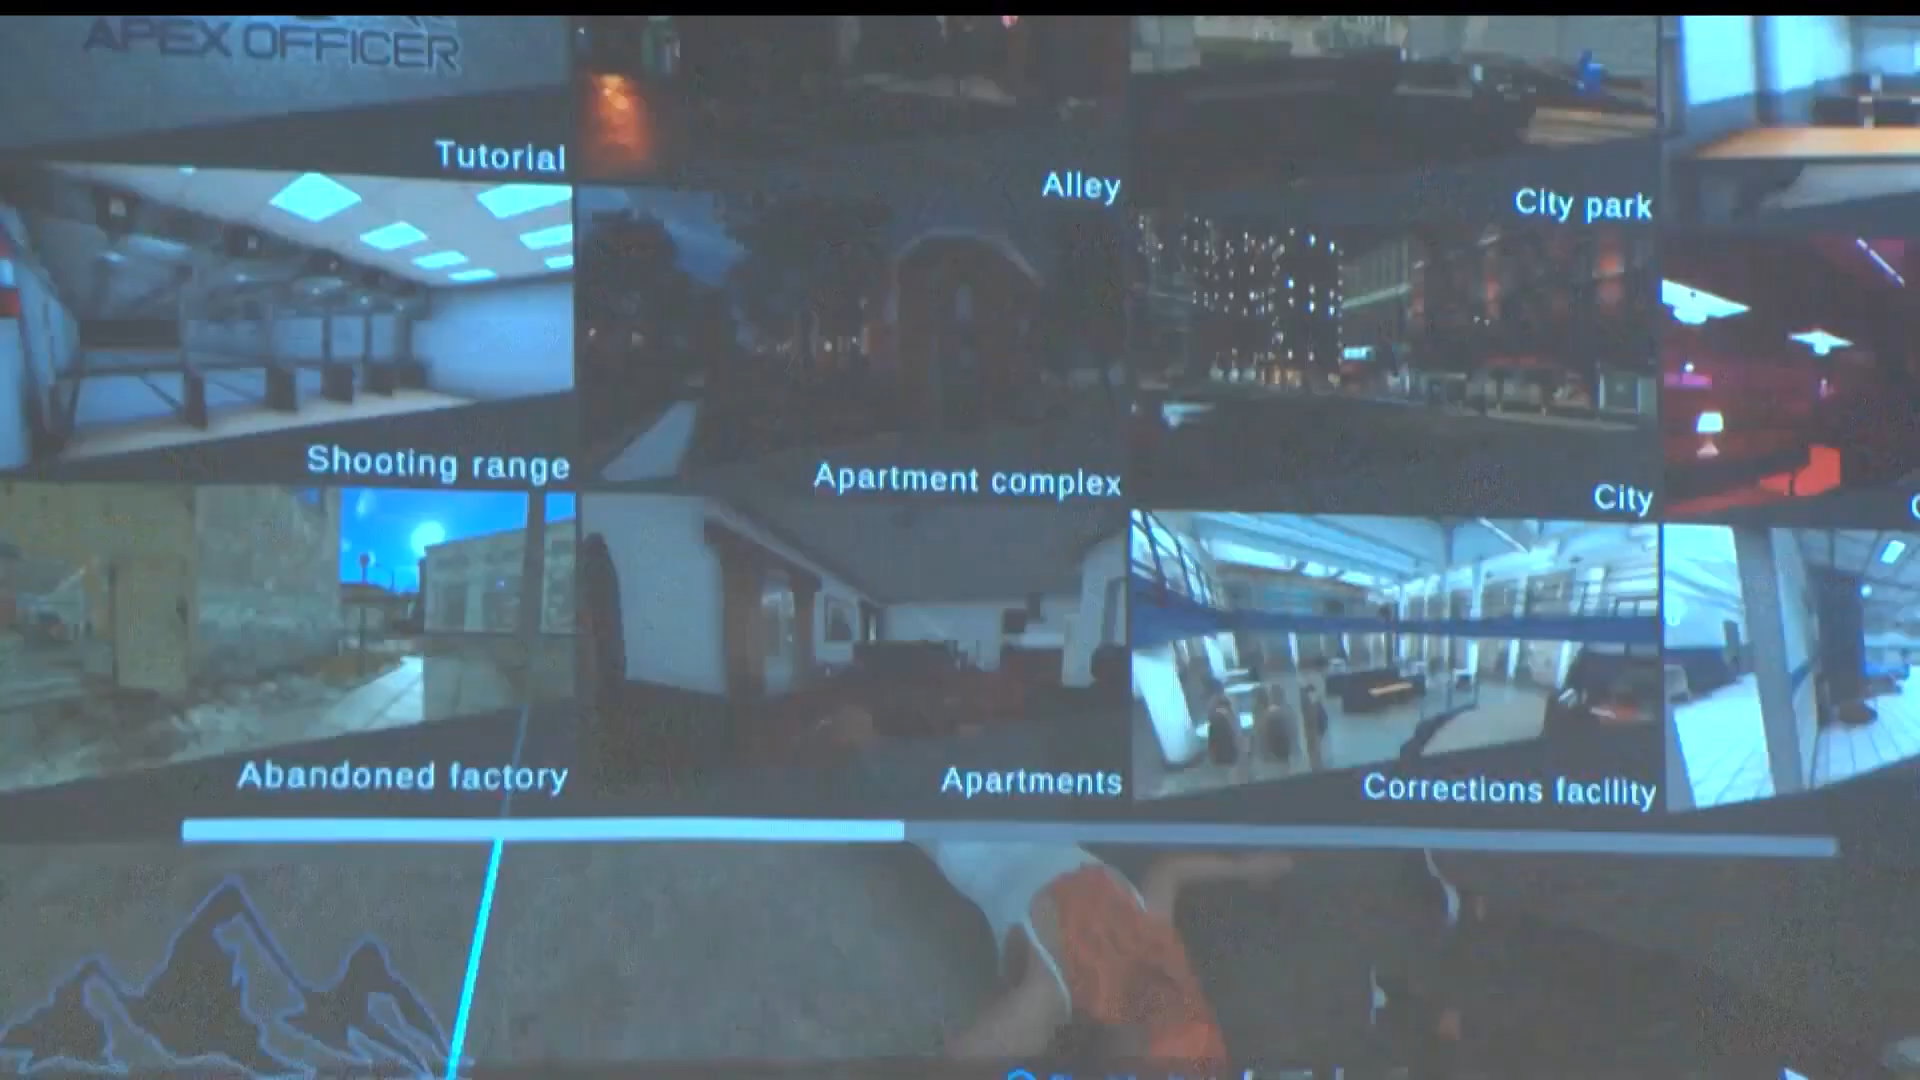 APEX OFFICER
Tutorial
Alley
City park
Shooting range
Apartment complex
City
Abandoned factory
Apartments
Corrections facility